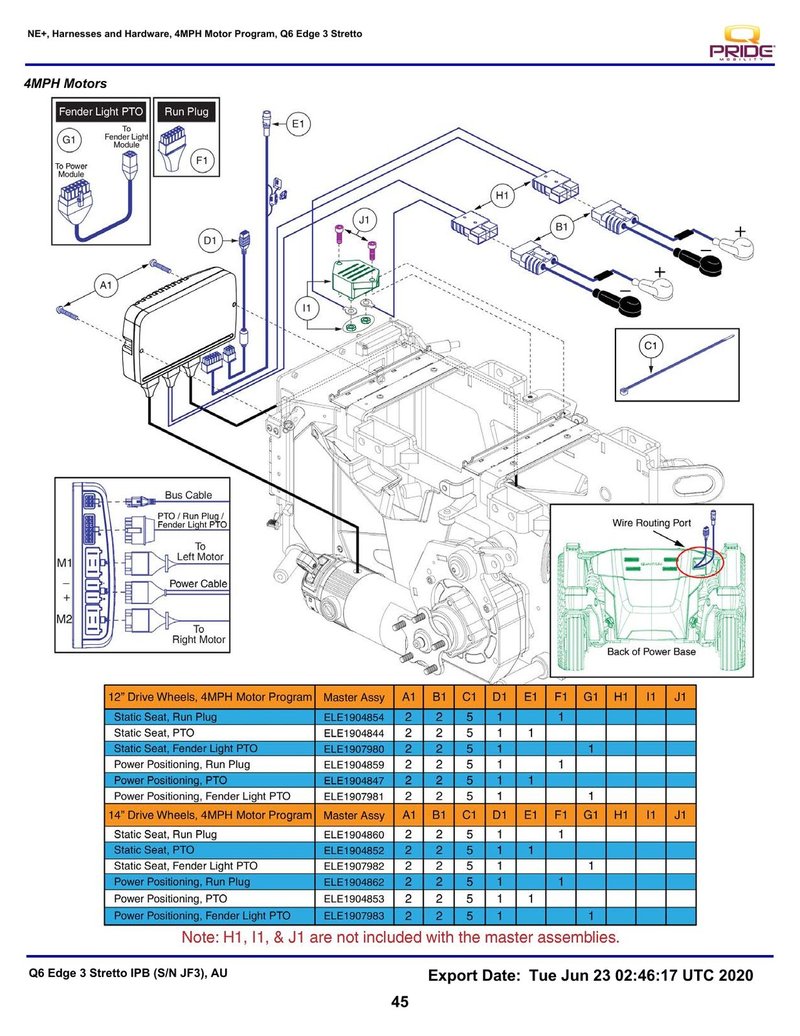 NE+, Harnesses and Hardware, 4MPH Motor Program, Q6 Edge 3 Stretto
QUANTUM
PRIDE
MOBILITY
4MPH Motors
Fender Light PTO
Run Plug
G1
To
Fender Light
Module
To Power
Module
F1
E1
D1
J1
H1
B1
+
–
+
–
A1
I1
C1
Bus Cable
PTO / Run Plug /
Fender Light PTO
To
Left Motor
M1
–
+
M2
Power Cable
To
Right Motor
Wire Routing Port
Back of Power Base
12” Drive Wheels, 4MPH Motor Program Master Assy A1 B1 C1 D1 E1 F1 G1 H1 I1 J1
Static Seat, Run Plug ELE1904854 2 2 5 1 1
Static Seat, PTO ELE1904844 2 2 5 1 1
Static Seat, Fender Light PTO ELE1907980 2 2 5 1 1
Power Positioning, Run Plug ELE1904859 2 2 5 1 1
Power Positioning, PTO ELE1904847 2 2 5 1 1
Power Positioning, Fender Light PTO ELE1907981 2 2 5 1 1
14” Drive Wheels, 4MPH Motor Program Master Assy A1 B1 C1 D1 E1 F1 G1 H1 I1 J1
Static Seat, Run Plug ELE1904860 2 2 5 1 1
Static Seat, PTO ELE1904852 2 2 5 1 1
Static Seat, Fender Light PTO ELE1907982 2 2 5 1 1
Power Positioning, Run Plug ELE1904862 2 2 5 1 1
Power Positioning, PTO ELE1904853 2 2 5 1 1
Power Positioning, Fender Light PTO ELE1907983 2 2 5 1 1
Note: H1, I1, & J1 are not included with the master assemblies.
Q6 Edge 3 Stretto IPB (S/N JF3), AU
Export Date: Tue Jun 23 02:46:17 UTC 2020
45